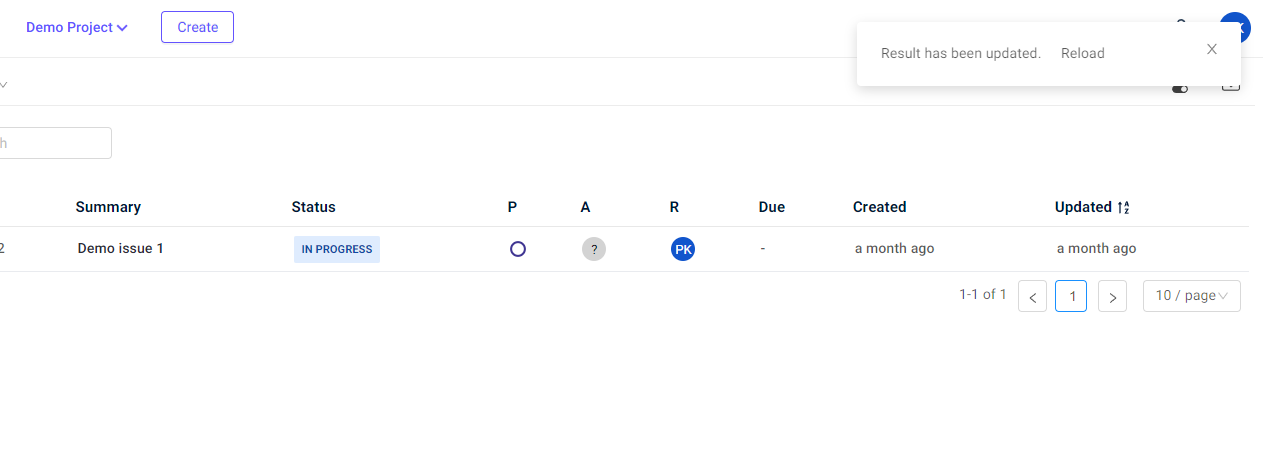 Demo Project
Create
K
Result has been updated. Reload
h
Summary Status P A R Due Created Updated
2 Demo issue 1 IN PROGRESS ? PK - a month ago a month ago
1-1 of 1 < 1 > 10 / page